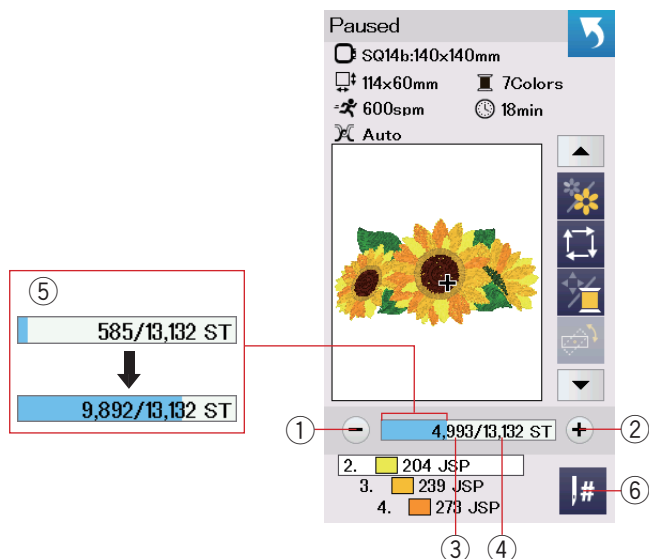 Paused
SQ14b:140x140mm
114x60mm 7Colors
600spm 18min
Auto
⑤
585/13,132 ST
9,892/13,132 ST
① 4,993/13,132 ST ②
2. 204 JSP
3. 239 JSP
4. 273 JSP
# ⑥
③ ④